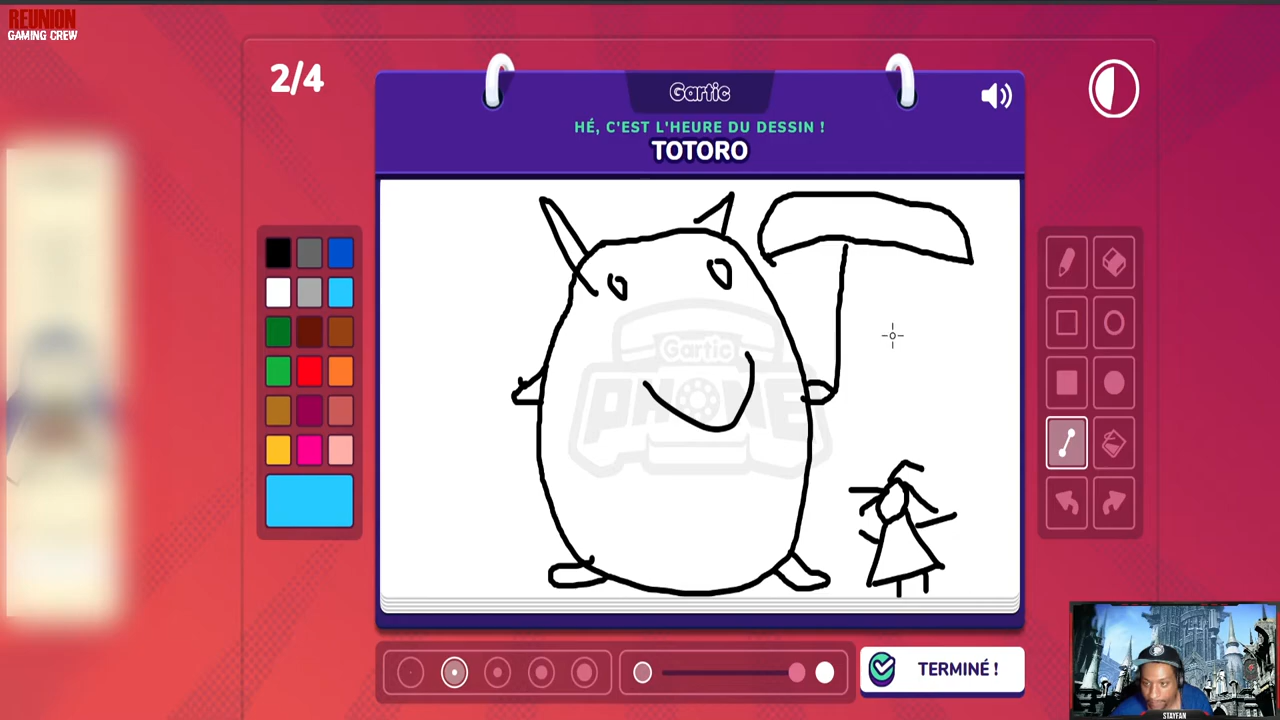 REUNION
GAMING CREW
2/4
Gartic
HÉ, C'EST L'HEURE DU DESSIN !
TOTORO
Gartic
PHONE
TERMINÉ !
STAYFAN